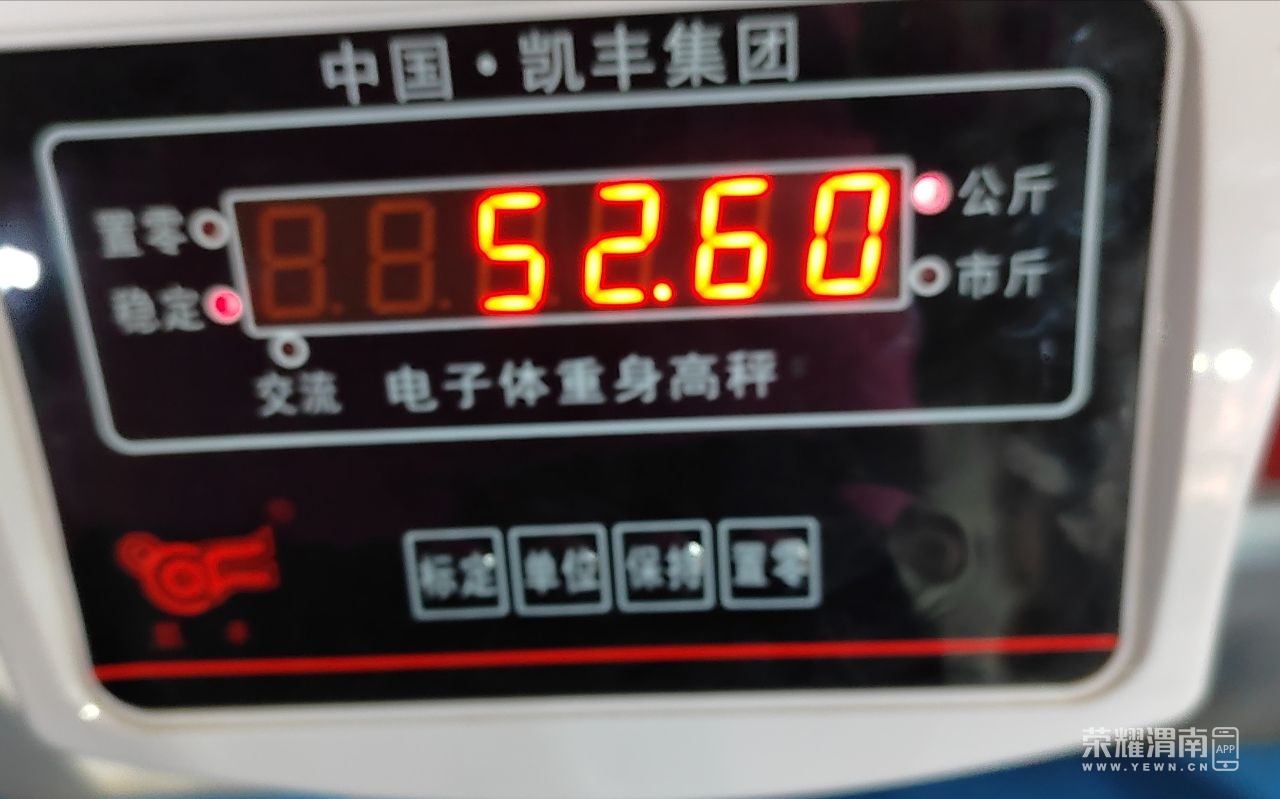 中国·凯丰集团
置零
52.60
公斤
稳定
市斤
交流
电子体重身高秤
标定 单位 保持 置零
凯丰
荣耀渭南 APP
WWW.YEWN.CN